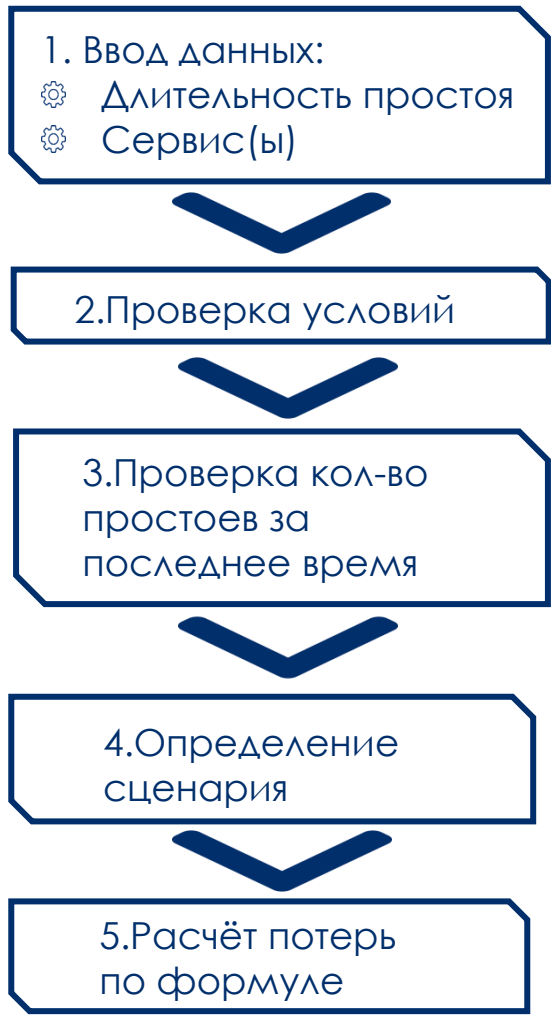 1. Ввод данных:
Длительность простоя
Сервис(ы)
2.Проверка условий
3.Проверка кол-во
простоев за
последнее время
4.Определение
сценария
5.Расчёт потерь
по формуле